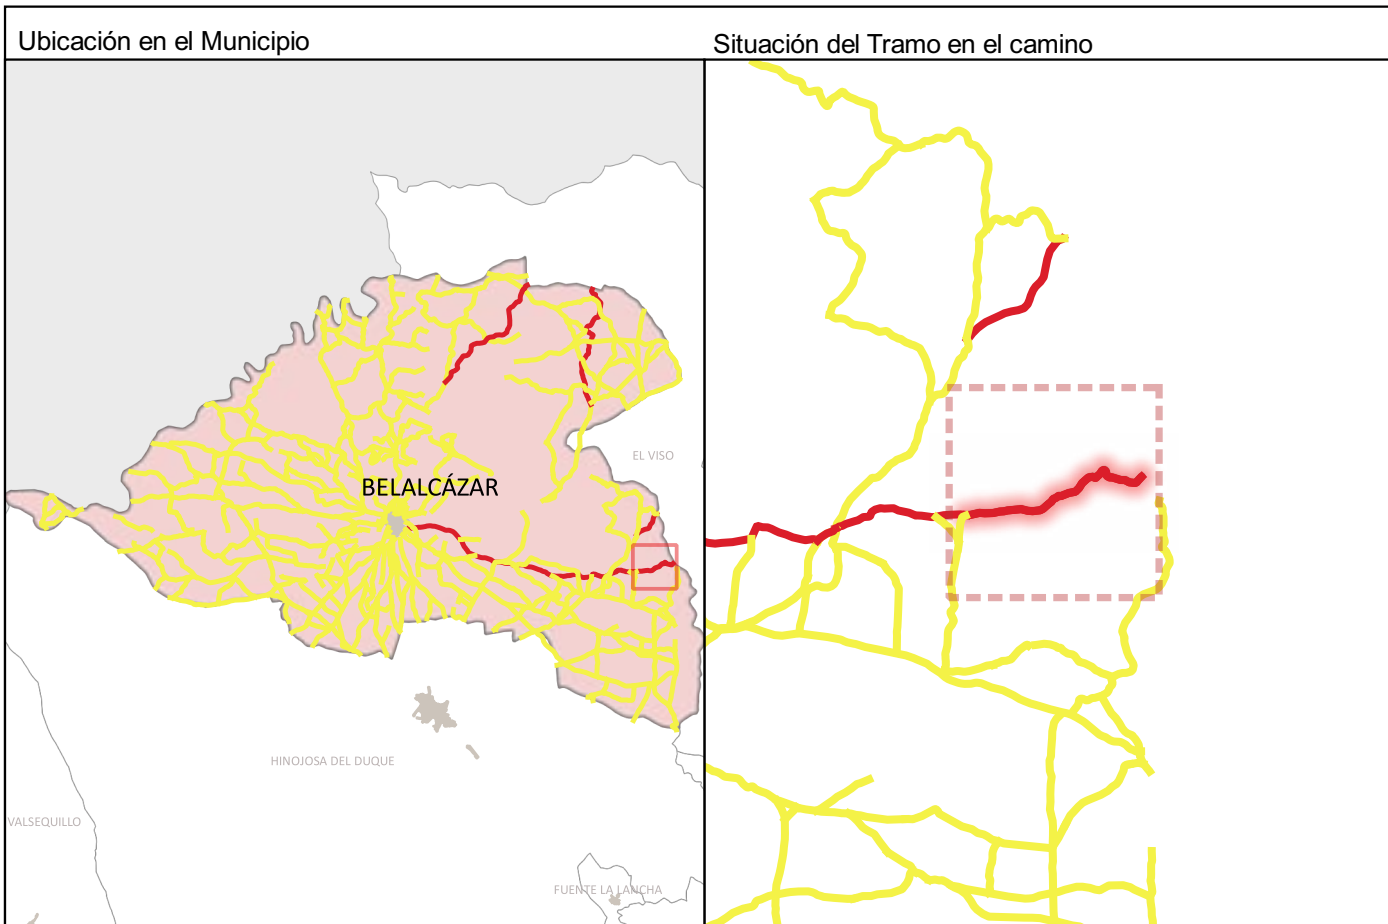 Ubicación en el Municipio
Situación del Tramo en el camino
EL VISO
BELALCÁZAR
HINOJOSA DEL DUQUE
VALSEQUILLO
FUENTE LA LANCHA